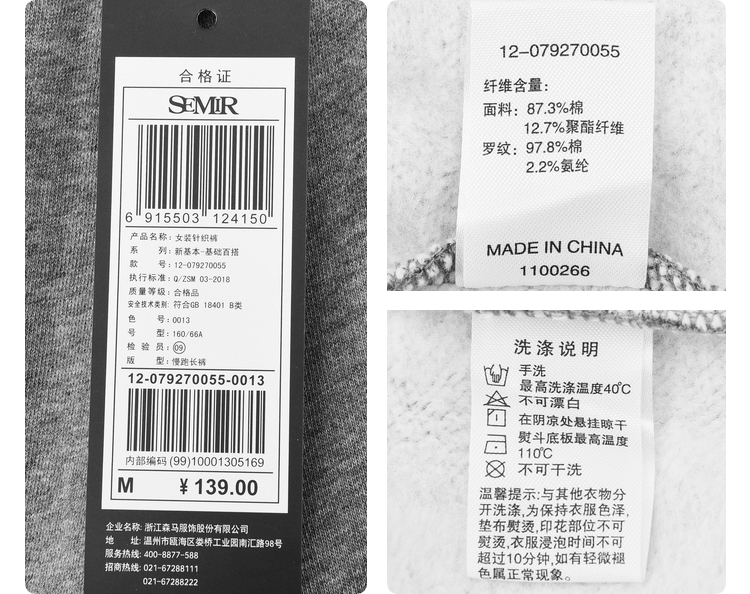 合格证
SEMIR
6 915503 124150
产品名称: 女装针织裤
系 列: 新基本-基础百搭
款 号: 12-079270055
执行标准: Q/ZSM 03-2018
质量等级: 合格品
安全技术类别: 符合GB 18401 B类
色 号: 0013
号 型: 160/66A
检 验 员: 09
版 型: 慢跑长裤
12-079270055-0013
内部编码 (99)10001305169
M ¥139.00
企业名称: 浙江森马服饰股份有限公司
地 址: 温州市瓯海区娄桥工业园南汇路98号
服务热线: 400-8877-588
招商热线: 021-67288111
021-67288222
12-079270055
纤维含量:
面料: 87.3%棉
12.7%聚酯纤维
罗纹: 97.8%棉
2.2%氨纶
MADE IN CHINA
1100266
洗涤说明
手洗
最高洗涤温度40℃
不可漂白
在阴凉处悬挂晾干
熨斗底板最高温度
110℃
不可干洗
温馨提示:与其他衣物分
开洗涤,为保持衣服色泽,
垫布熨烫,印花部位不可
熨烫,衣服浸泡时间不可
超过10分钟,如有轻微褪
色属正常现象。